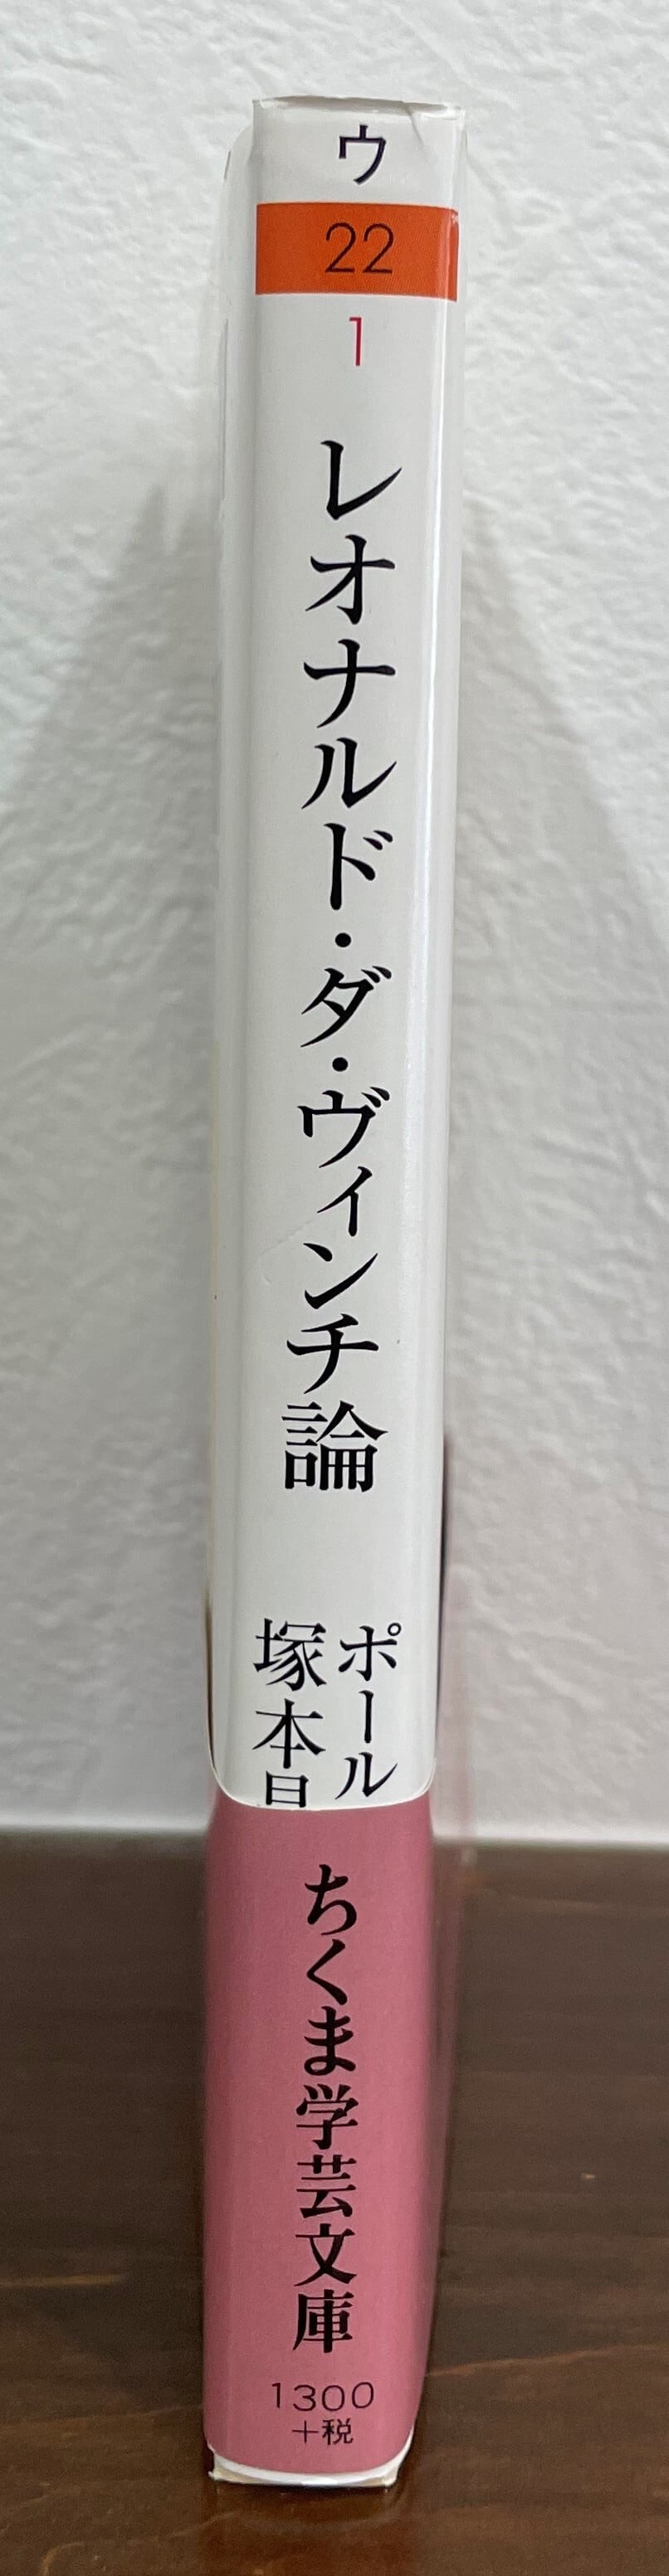 ウ
22
1
レオナルド・ダ・ヴィンチ論
ポール
塚本
ちくま学芸文庫
1300
+税